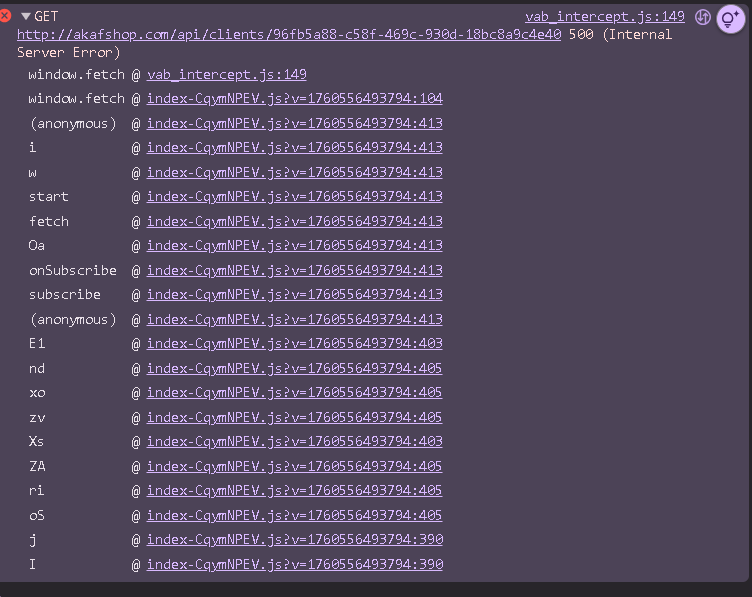 GET vab_intercept.js:149
http://akafshop.com/api/clients/96fb5a88-c58f-469c-930d-18bc8a9c4e40 500 (Internal
Server Error)
window.fetch @ vab_intercept.js:149
window.fetch @ index-CqymNPEV.js?v=1760556493794:104
(anonymous) @ index-CqymNPEV.js?v=1760556493794:413
i @ index-CqymNPEV.js?v=1760556493794:413
w @ index-CqymNPEV.js?v=1760556493794:413
start @ index-CqymNPEV.js?v=1760556493794:413
fetch @ index-CqymNPEV.js?v=1760556493794:413
Oa @ index-CqymNPEV.js?v=1760556493794:413
onSubscribe @ index-CqymNPEV.js?v=1760556493794:413
subscribe @ index-CqymNPEV.js?v=1760556493794:413
(anonymous) @ index-CqymNPEV.js?v=1760556493794:413
E1 @ index-CqymNPEV.js?v=1760556493794:403
nd @ index-CqymNPEV.js?v=1760556493794:405
xo @ index-CqymNPEV.js?v=1760556493794:405
zv @ index-CqymNPEV.js?v=1760556493794:405
Xs @ index-CqymNPEV.js?v=1760556493794:403
ZA @ index-CqymNPEV.js?v=1760556493794:405
ri @ index-CqymNPEV.js?v=1760556493794:405
oS @ index-CqymNPEV.js?v=1760556493794:405
j @ index-CqymNPEV.js?v=1760556493794:390
I @ index-CqymNPEV.js?v=1760556493794:390